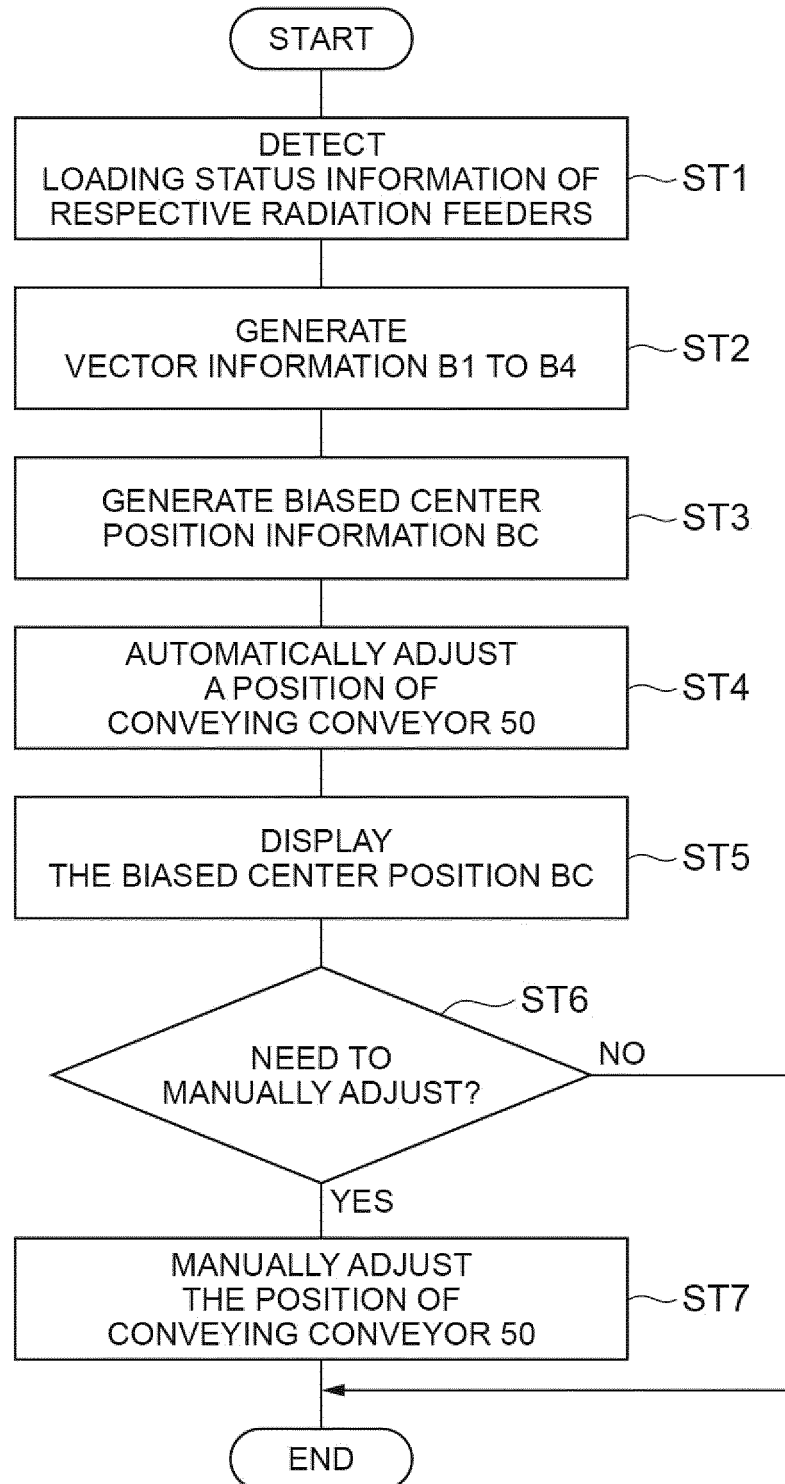 START
DETECT
LOADING STATUS INFORMATION OF
RESPECTIVE RADIATION FEEDERS
ST1
GENERATE
VECTOR INFORMATION B1 TO B4
ST2
GENERATE BIASED CENTER
POSITION INFORMATION BC
ST3
AUTOMATICALLY ADJUST
A POSITION OF
CONVEYING CONVEYOR 50
ST4
DISPLAY
THE BIASED CENTER POSITION BC
ST5
ST6
NEED TO
MANUALLY ADJUST?
NO
YES
MANUALLY ADJUST
THE POSITION OF
CONVEYING CONVEYOR 50
ST7
END